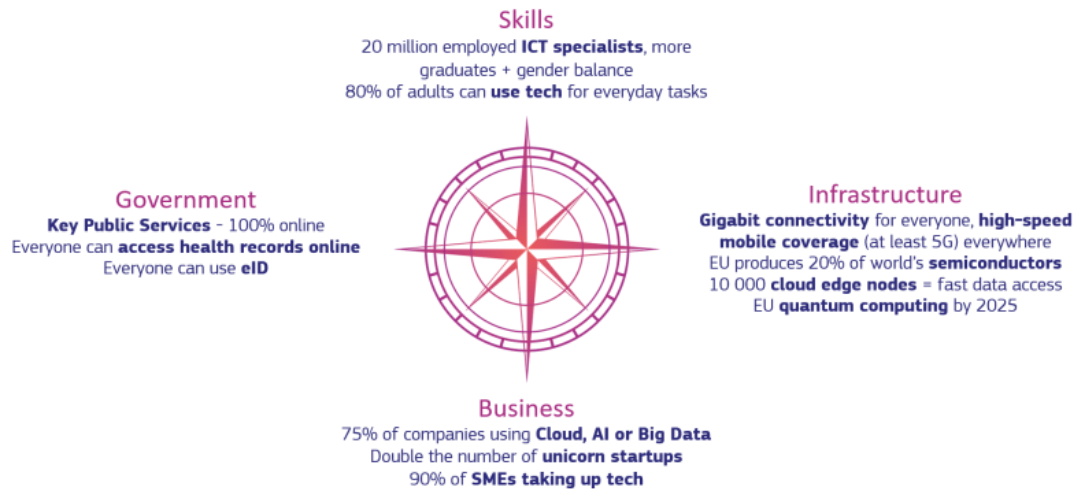 Skills
20 million employed ICT specialists, more
graduates + gender balance
80% of adults can use tech for everyday tasks
Government
Key Public Services - 100% online
Everyone can access health records online
Everyone can use eID
Infrastructure
Gigabit connectivity for everyone, high-speed
mobile coverage (at least 5G) everywhere
EU produces 20% of world's semiconductors
10 000 cloud edge nodes = fast data access
EU quantum computing by 2025
Business
75% of companies using Cloud, AI or Big Data
Double the number of unicorn startups
90% of SMEs taking up tech